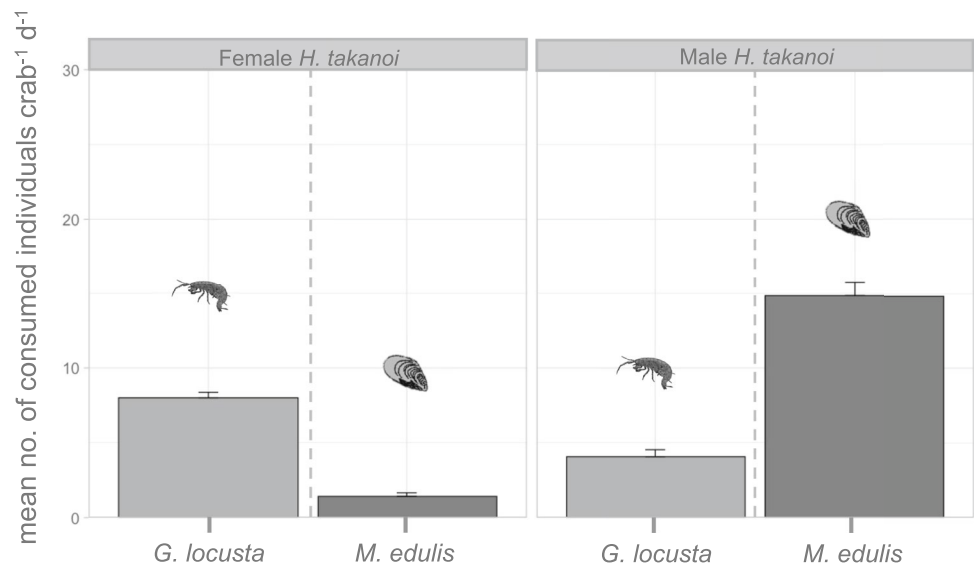 mean no. of consumed individuals crab⁻¹ d⁻¹
Female H. takanoi
Male H. takanoi
30
20
10
0
G. locusta
M. edulis
G. locusta
M. edulis